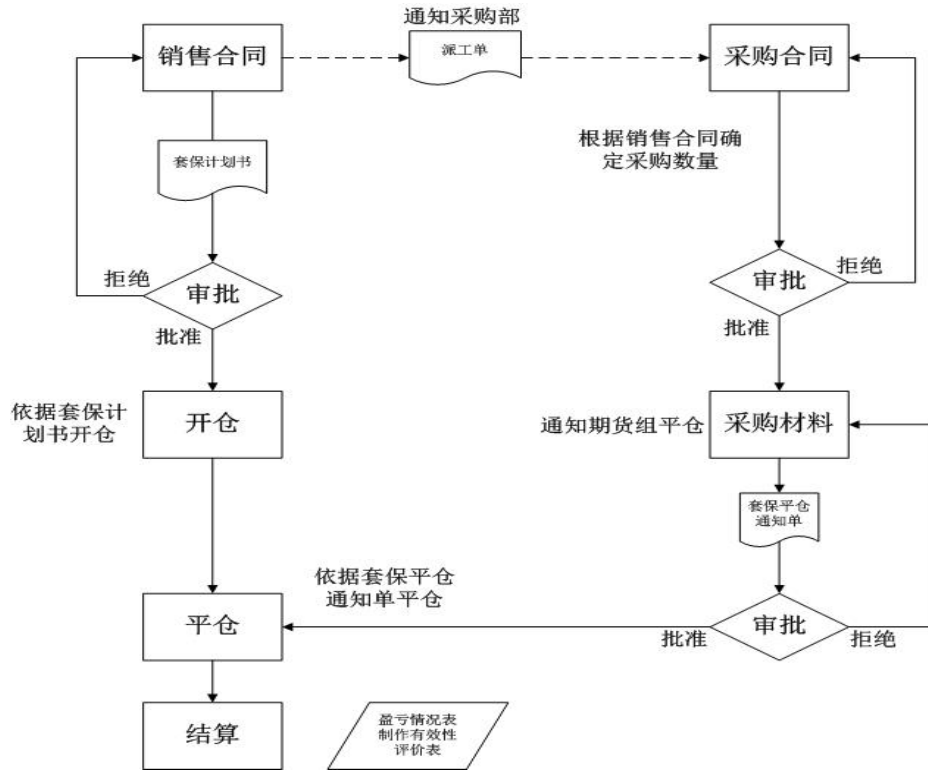 通知采购部
销售合同
派工单
采购合同
根据销售合同确
定采购数量
套保计划书
拒绝
审批
批准
审批
拒绝
批准
依据套保计
划书开仓
开仓
通知期货组平仓
采购材料
套保平仓
通知单
依据套保平仓
通知单平仓
平仓
批准
审批
拒绝
结算
盈亏情况表
制作有效性
评价表